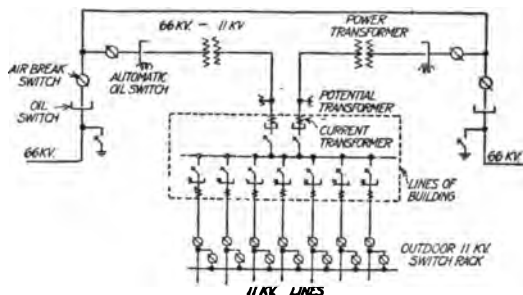 66 KV. - 11 KV
POWER
TRANSFORMER
AIR BREAK
SWITCH
AUTOMATIC
OIL SWITCH
OIL
SWITCH
POTENTIAL
TRANSFORMER
CURRENT
TRANSFORMER
66 KV.
66 KV.
LINES OF
BUILDING
OUTDOOR 11 KV.
SWITCH RACK
11 KV. LINES